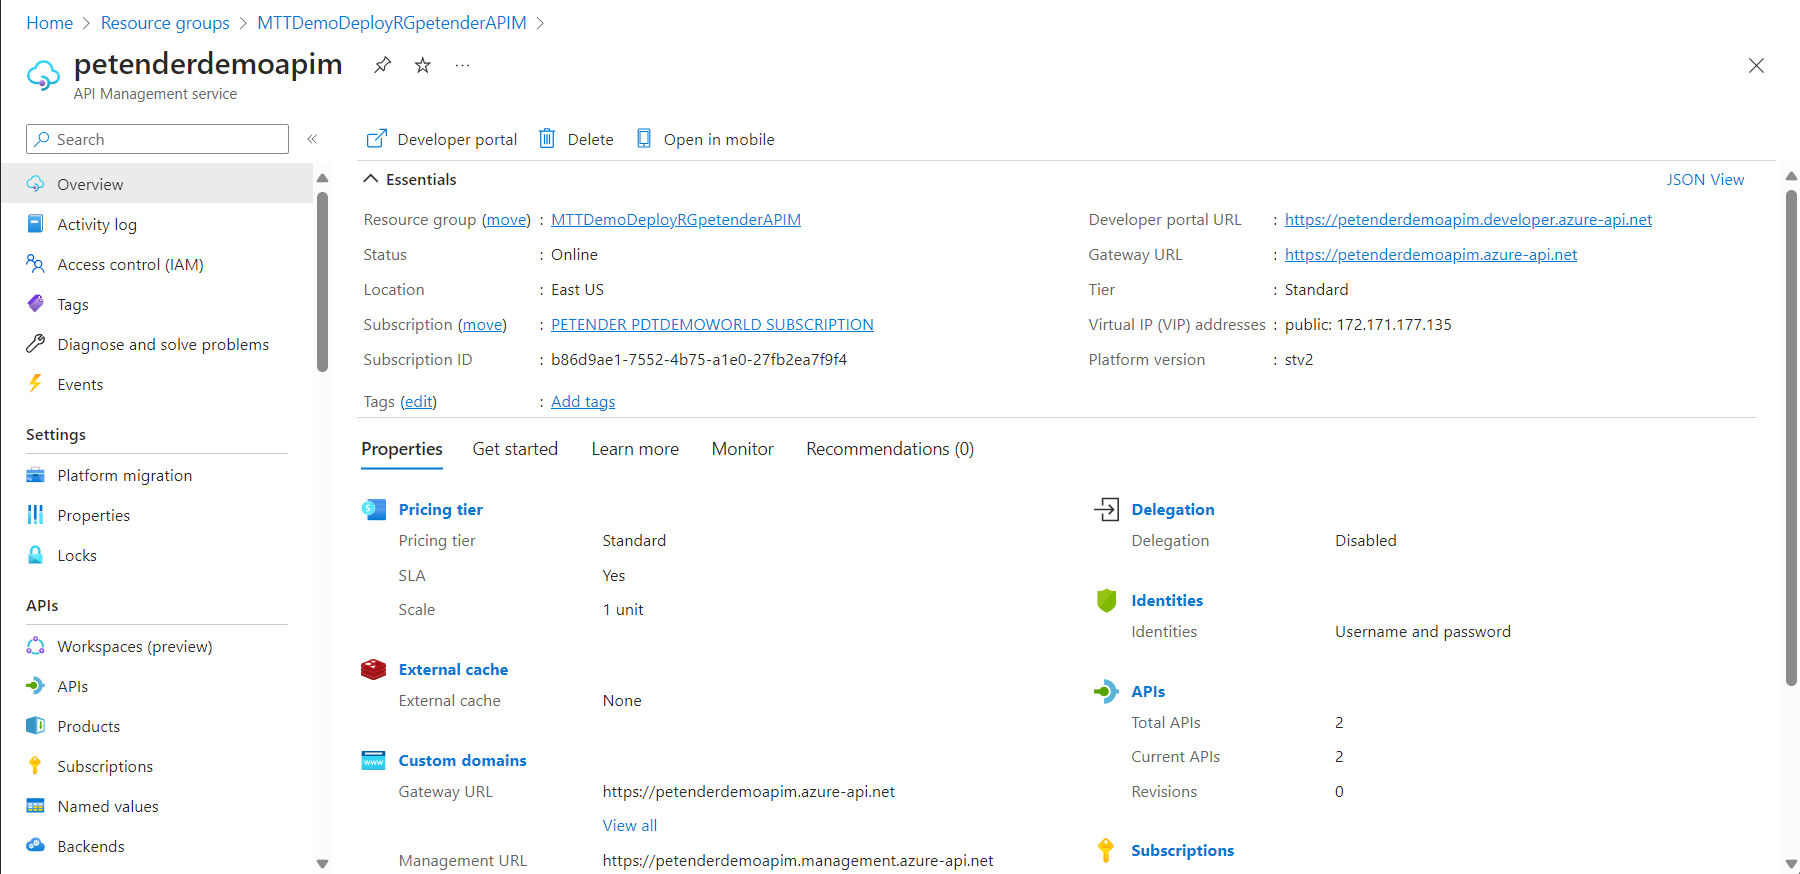 Home > Resource groups > MTTDemoDeployRGpetenderAPIM >
petenderdemoapim
API Management service
Search
Overview
Activity log
Access control (IAM)
Tags
Diagnose and solve problems
Events
Settings
Platform migration
Properties
Locks
APIs
Workspaces (preview)
APIs
Products
Subscriptions
Named values
Backends
Developer portal Delete Open in mobile
Essentials JSON View
Resource group (move) : MTTDemoDeployRGpetenderAPIM
Status : Online
Location : East US
Subscription (move) : PETENDER PDTDEMOWORLD SUBSCRIPTION
Subscription ID : b86d9ae1-7552-4b75-a1e0-27fb2ea7f9f4
Tags (edit) : Add tags
Developer portal URL : https://petenderdemoapim.developer.azure-api.net
Gateway URL : https://petenderdemoapim.azure-api.net
Tier : Standard
Virtual IP (VIP) addresses : public: 172.171.177.135
Platform version : stv2
Properties Get started Learn more Monitor Recommendations (0)
Pricing tier
Pricing tier Standard
SLA Yes
Scale 1 unit
External cache
External cache None
Custom domains
www
Gateway URL https://petenderdemoapim.azure-api.net
View all
Management URL https://petenderdemoapim.management.azure-api.net
Delegation
Delegation Disabled
Identities
Identities Username and password
APIs
Total APIs 2
Current APIs 2
Revisions 0
Subscriptions